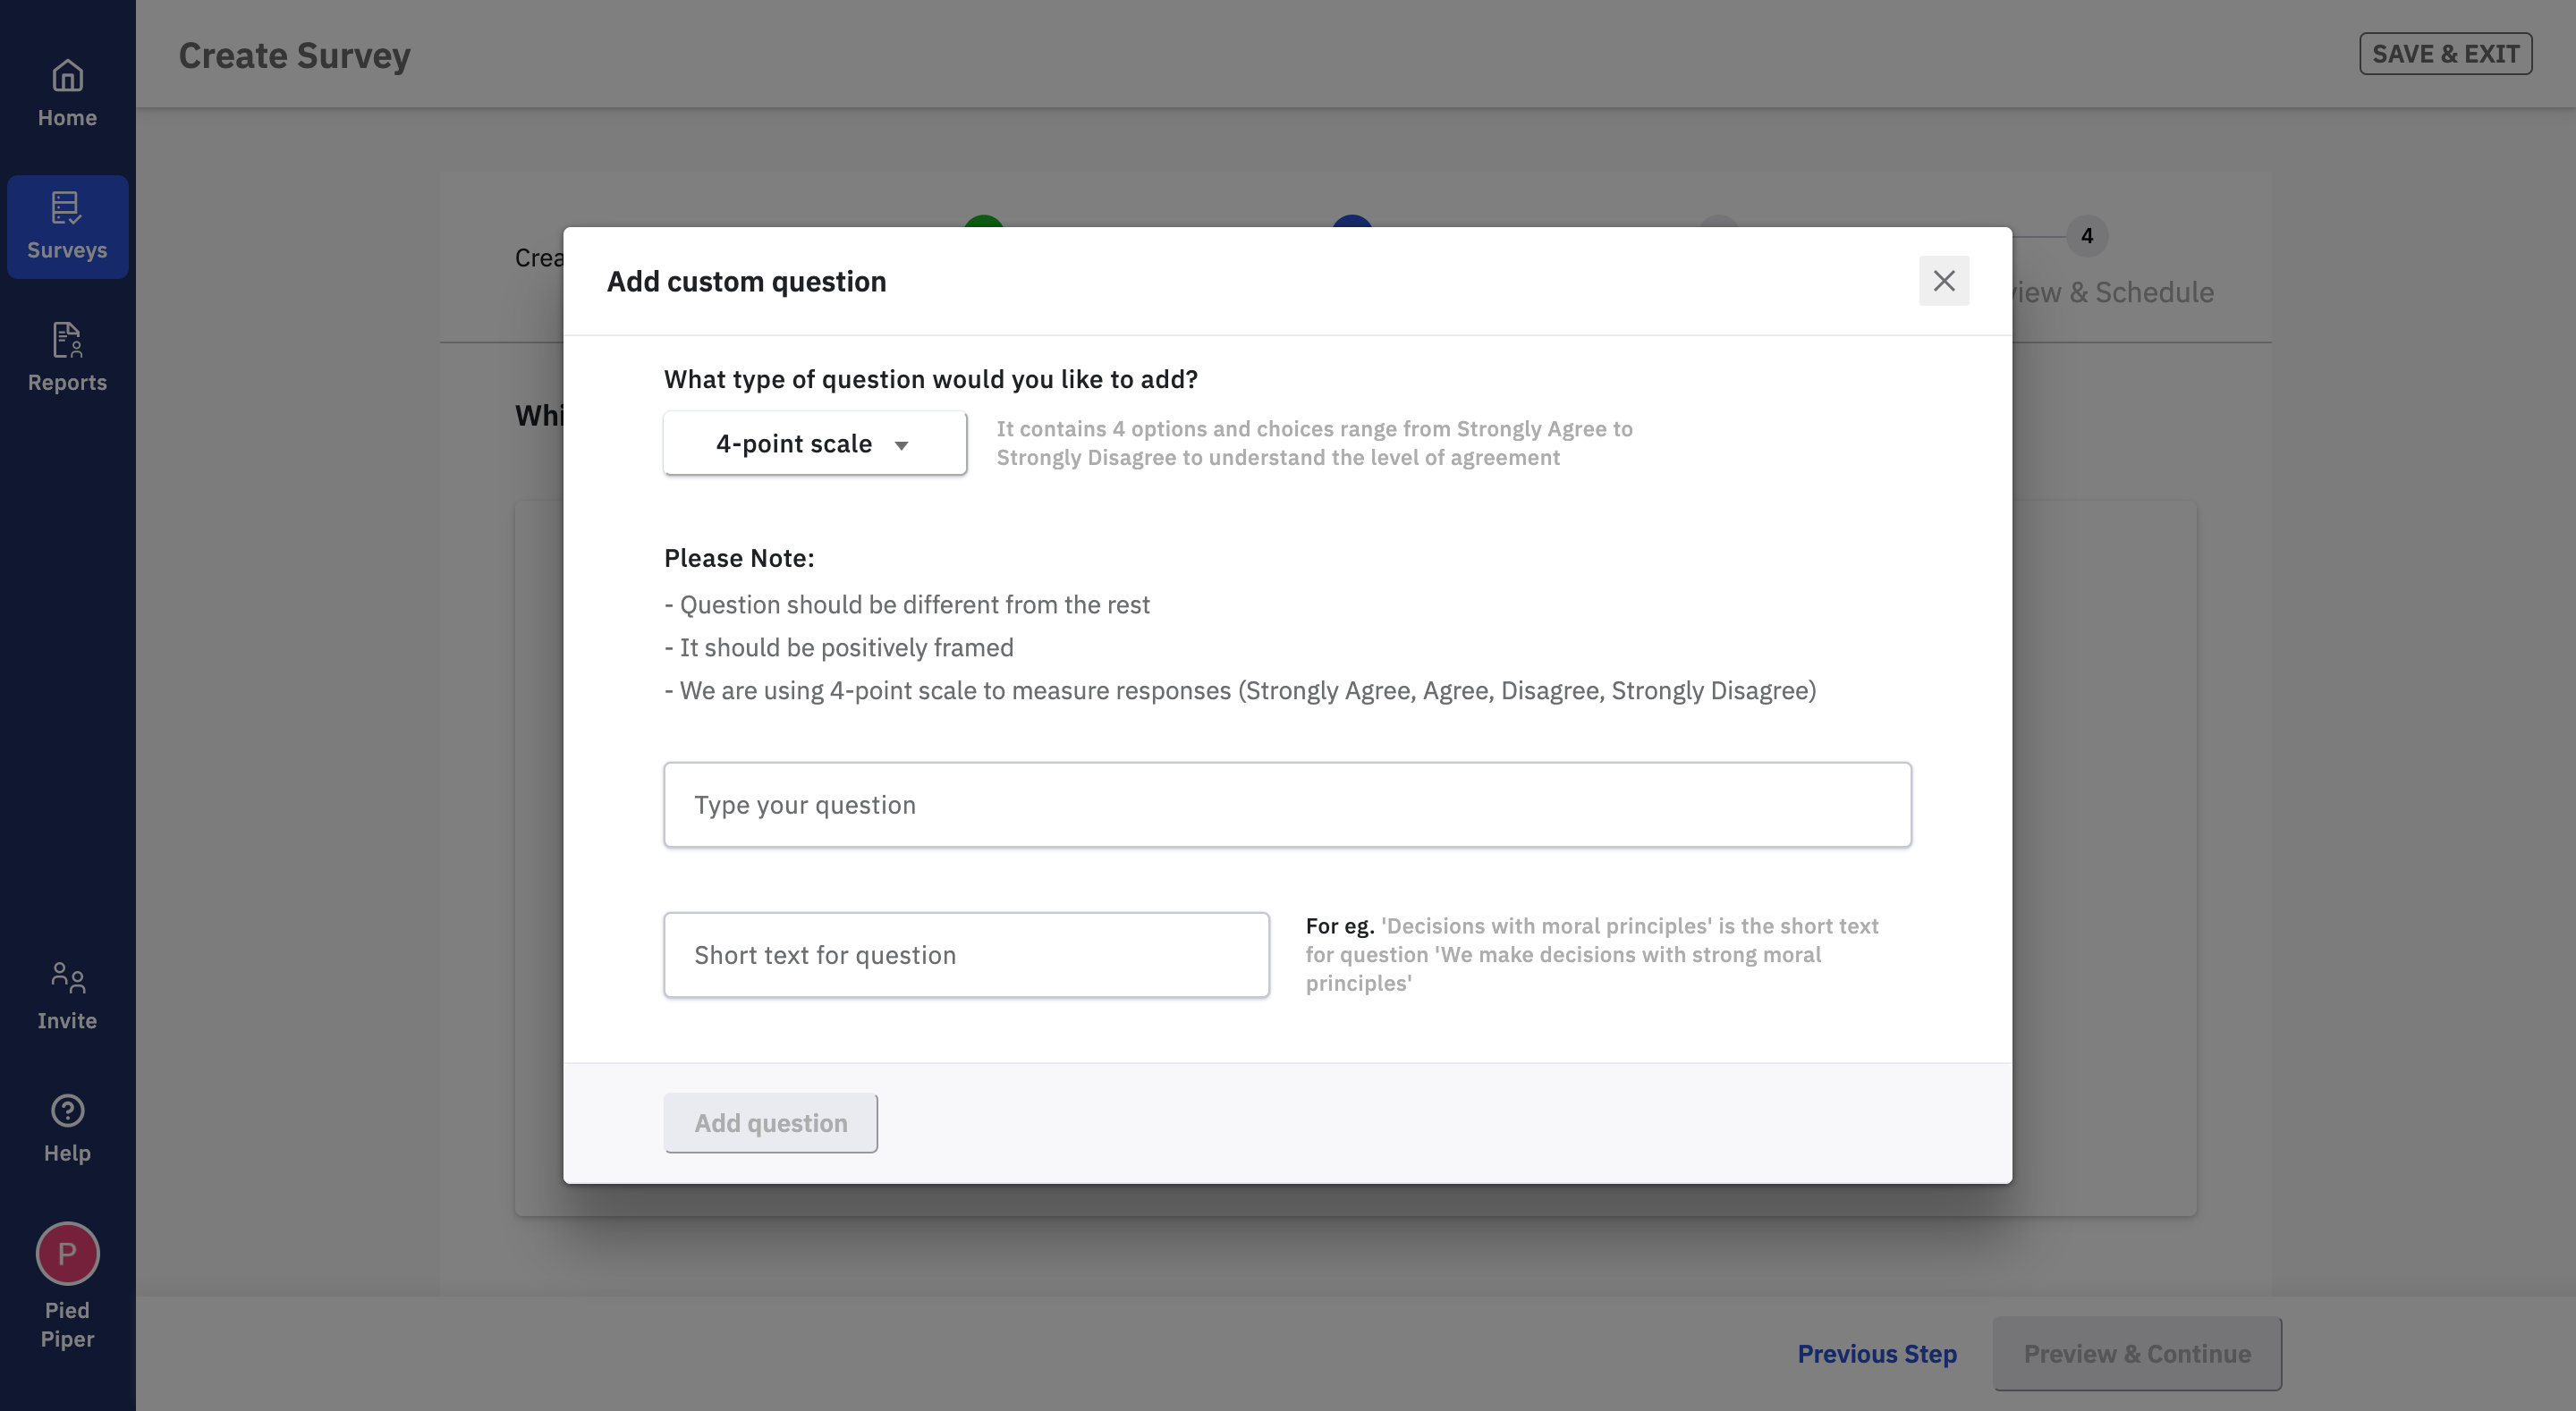 Create Survey
SAVE & EXIT
Home
Surveys
Reports
Invite
Help
P
Pied
Piper
4
& Schedule
Add custom question
What type of question would you like to add?
4-point scale
It contains 4 options and choices range from Strongly Agree to
Strongly Disagree to understand the level of agreement
Please Note:
- Question should be different from the rest
- It should be positively framed
- We are using 4-point scale to measure responses (Strongly Agree, Agree, Disagree, Strongly Disagree)
Type your question
Short text for question
For eg. 'Decisions with moral principles' is the short text
for question 'We make decisions with strong moral
principles'
Add question
Previous Step
Preview & Continue